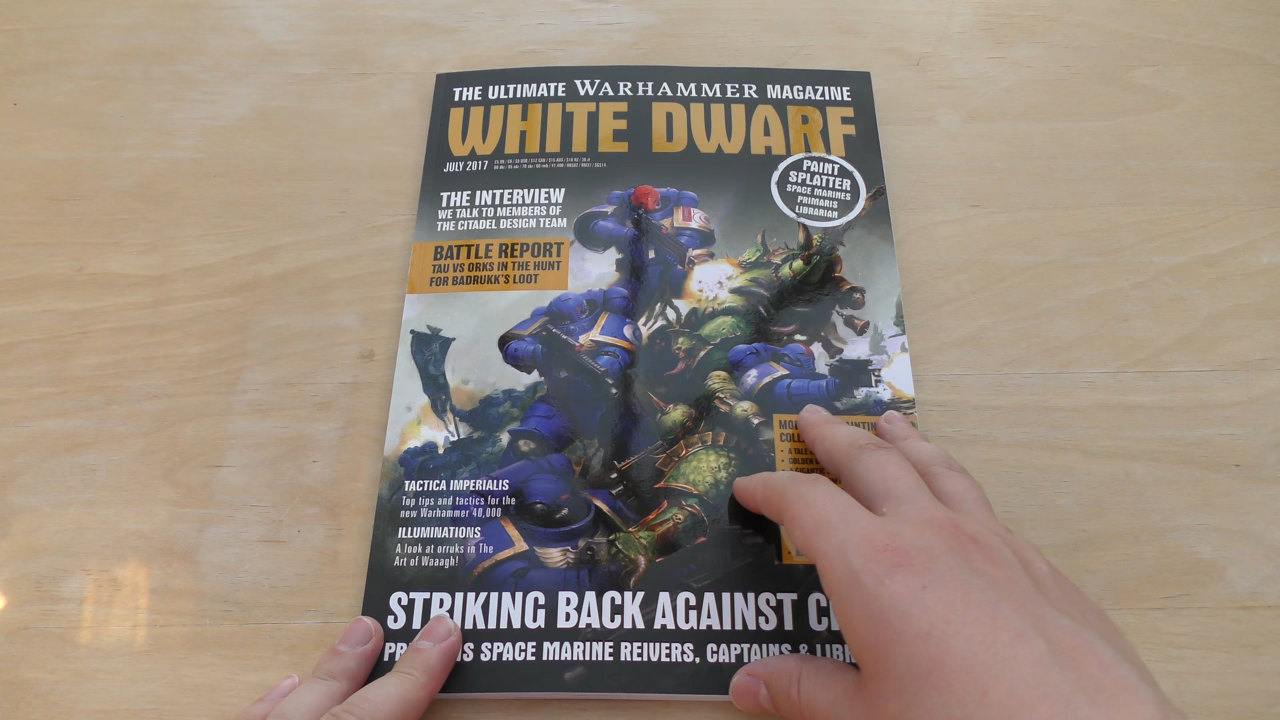 THE ULTIMATE WARHAMMER MAGAZINE
WHITE DWARF
JULY 2017
PAINT
SPLATTER
SPACE MARINES
PRIMARIS
LIBRARIAN
THE INTERVIEW
WE TALK TO MEMBERS OF
THE CITADEL DESIGN TEAM
BATTLE REPORT
TAU VS ORKS IN THE HUNT
FOR BADRUKK'S LOOT
TACTICA IMPERIALIS
Top tips and tactics for the
new Warhammer 40,000
ILLUMINATIONS
A look at orruks in The
Art of Waaagh!
STRIKING BACK AGAINST
SPACE MARINE REIVERS, CAPTAINS &